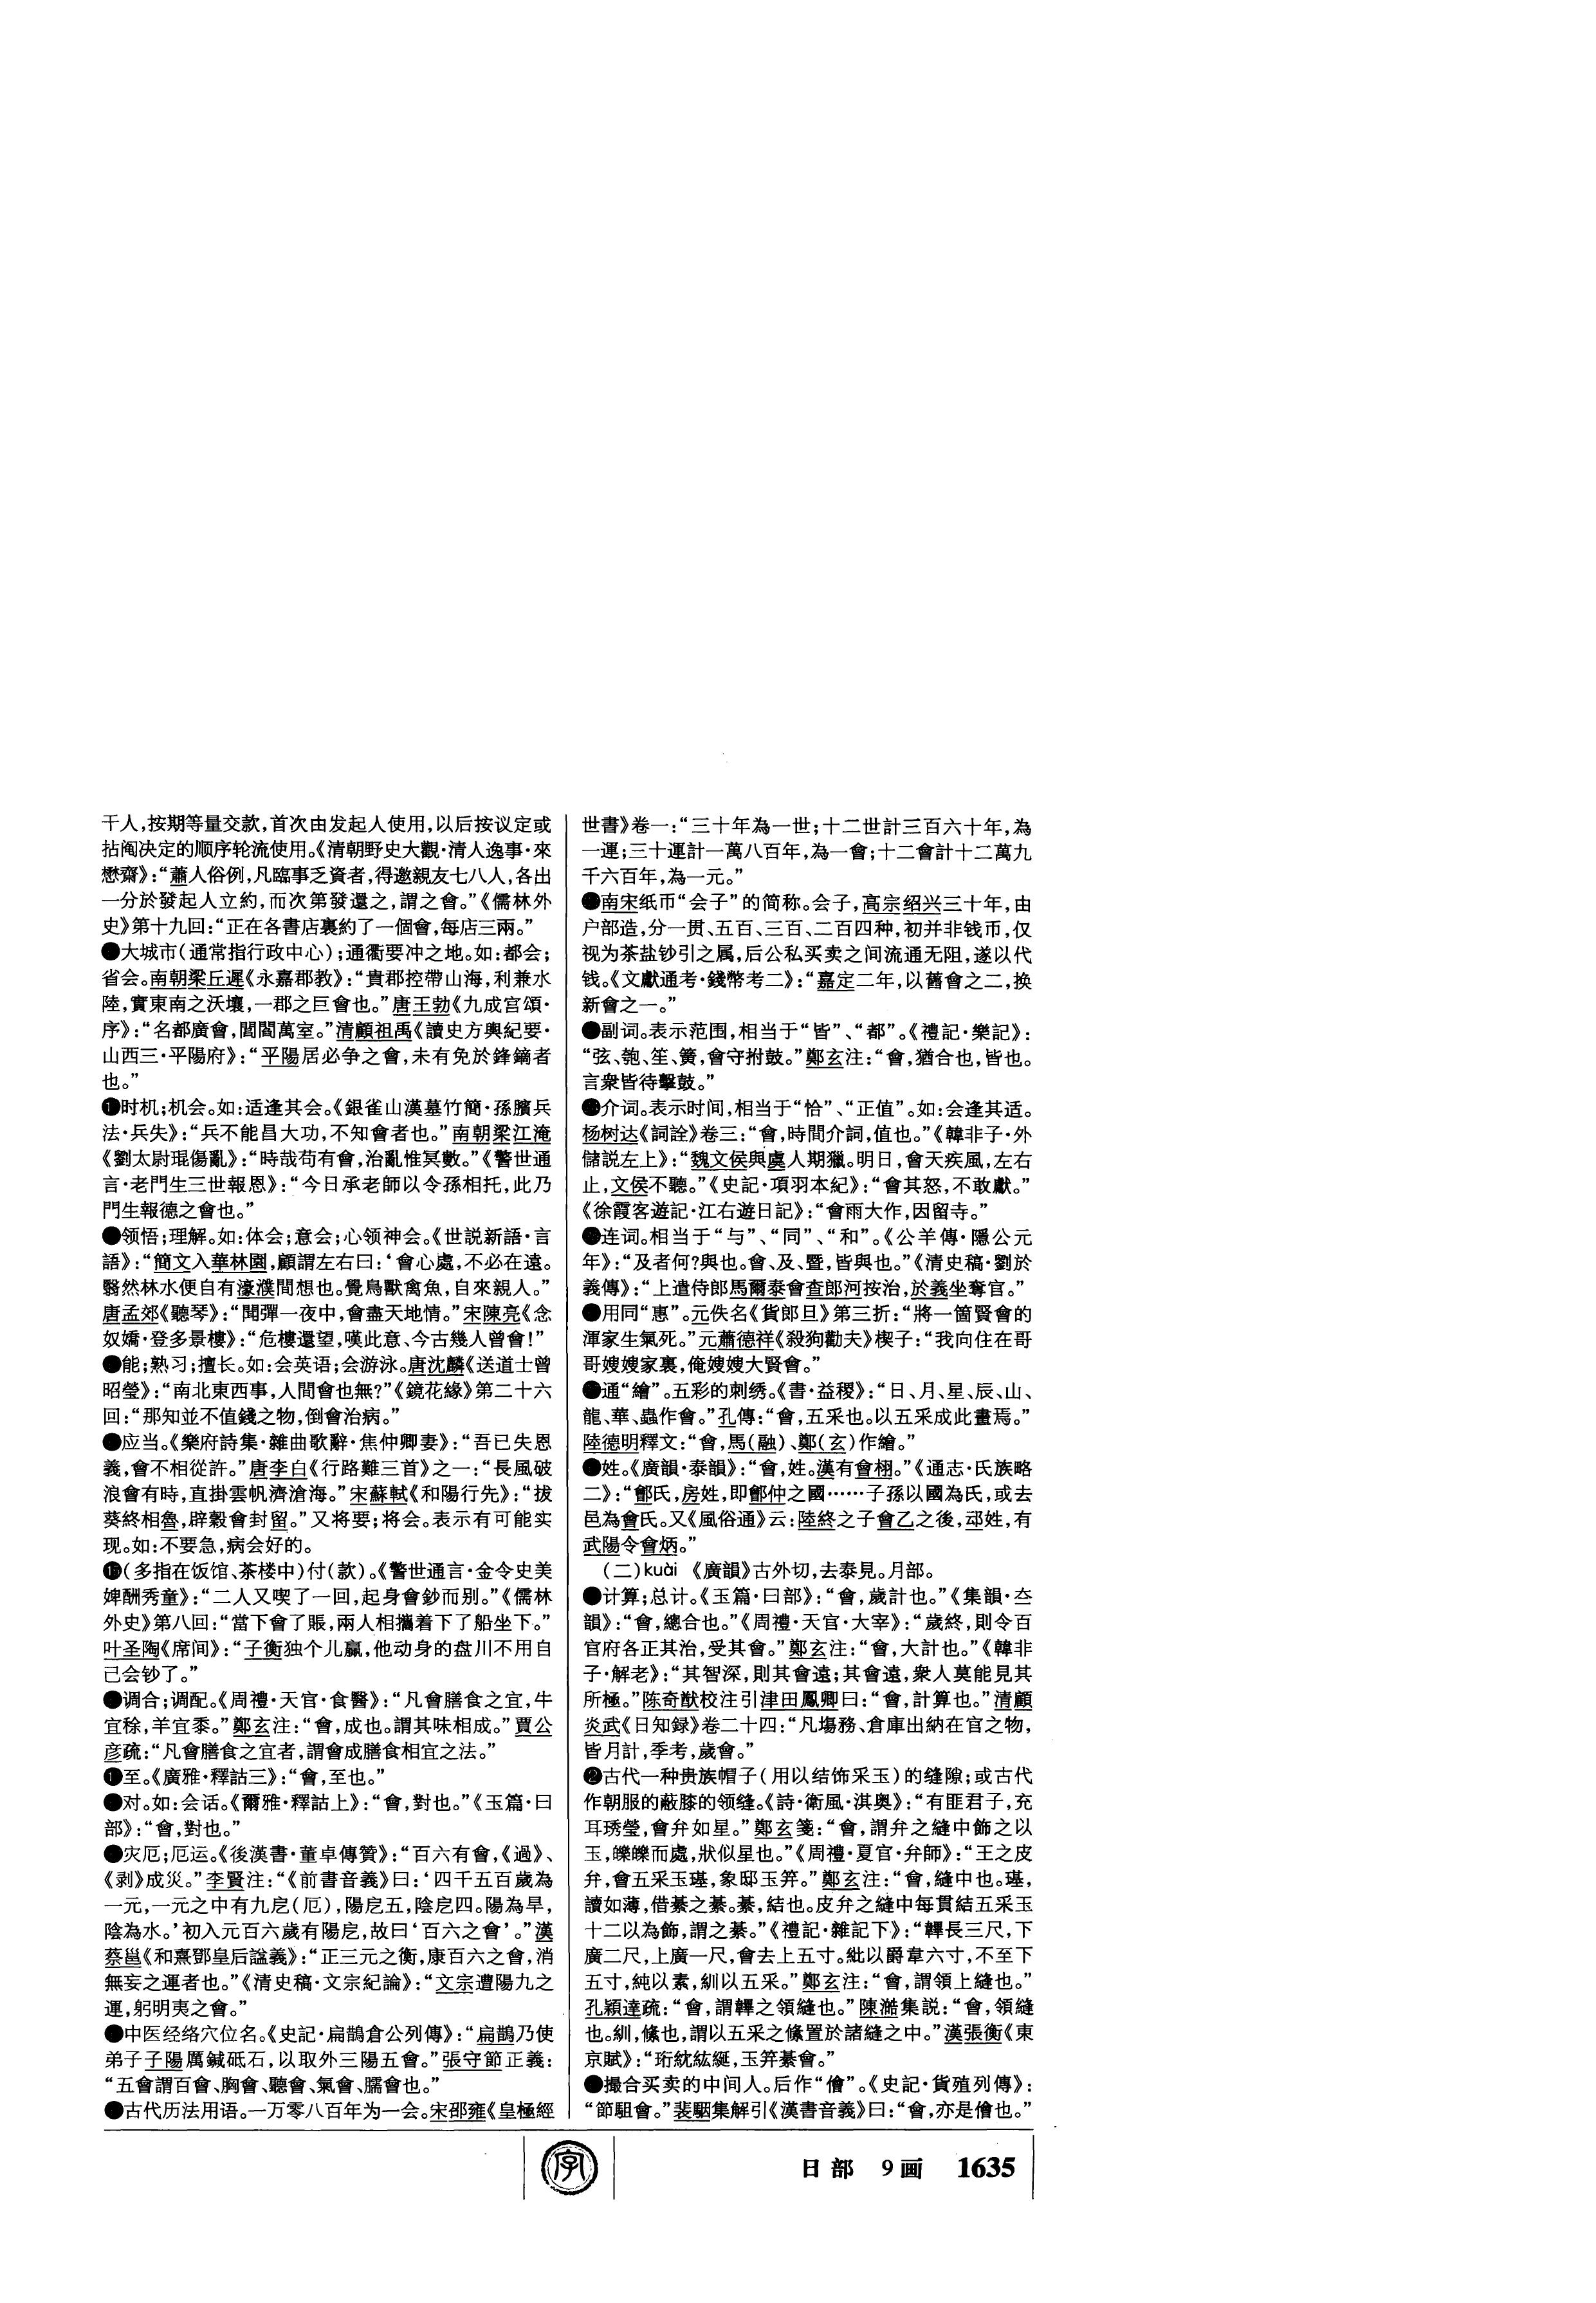 干人,按期等量交款,首次由发起人使用,以后按议定或
拈阄决定的顺序轮流使用。《清朝野史大觀·清人逸事·來
懋齋》:“蕭人俗例,凡臨事乏資者,得邀親友七八人,各出
一分於發起人立約,而次第發還之,謂之會。”《儒林外
史》第十九回:“正在各書店裏約了一個會,每店三兩。”
●大城市(通常指行政中心);通衢要冲之地。如:都会;
省会。南朝梁丘遲《永嘉郡教》:“貴郡控帶山海,利兼水
陸,實東南之沃壤,一郡之巨會也。”唐王勃《九成宫頌·
序》:“名都廣會,閭閻萬室。”清顧祖禹《讀史方輿紀要·
山西三·平陽府》:“平陽居必争之會,未有免於鋒鏑者
也。”
●时机;机会。如:适逢其会。《銀雀山漢墓竹簡·孫臏兵
法·兵失》:“兵不能昌大功,不知會者也。”南朝梁江淹
《劉太尉琨傷亂》:“時哉苟有會,治亂惟冥數。”《警世通
言·老門生三世報恩》:“今日承老師以令孫相托,此乃
門生報德之會也。”
●领悟;理解。如:体会;意会;心领神会。《世説新語·言
語》:“簡文入華林園,顧謂左右曰:‘會心處,不必在遠。
翳然林水便自有濠濮間想也。覺鳥獸禽魚,自來親人。”
唐孟郊《聽琴》:“聞彈一夜中,會盡天地情。”宋陳亮《念
奴嬌·登多景樓》:“危樓還望,嘆此意、今古幾人曾會!”
●能;熟习;擅长。如:会英语;会游泳。唐沈麟《送道士曾
昭瑩》:“南北東西事,人間會也無?”《鏡花緣》第二十六
回:“那知並不值錢之物,倒會治病。”
●应当。《樂府詩集·雜曲歌辭·焦仲卿妻》:“吾已失恩
義,會不相從許。”唐李白《行路難三首》之一:“長風破
浪會有時,直掛雲帆濟滄海。”宋蘇軾《和陽行先》:“拔
葵終相魯,辟穀會封留。”又将要;将会。表示有可能实
现。如:不要急,病会好的。
●(多指在饭馆、茶楼中)付(款)。《警世通言·金令史美
婢酬秀童》:“二人又喫了一回,起身會鈔而别。”《儒林
外史》第八回:“當下會了賬,兩人相攜着下了船坐下。”
叶圣陶《席间》:“子衡独个儿赢,他动身的盘川不用自
己会钞了。”
●调合;调配。《周禮·天官·食醫》:“凡會膳食之宜,牛
宜稌,羊宜黍。”鄭玄注:“會,成也。謂其味相成。”賈公
彦疏:“凡會膳食之宜者,謂會成膳食相宜之法。”
●至。《廣雅·釋詁三》:“會,至也。”
●对。如:会话。《爾雅·釋詁上》:“會,對也。”《玉篇·曰
部》:“會,對也。”
●灾厄;厄运。《後漢書·董卓傳贊》:“百六有會,《過》、
《剥》成災。”李賢注:“《前書音義》曰:‘四千五百歲為
一元,一元之中有九戹(厄),陽戹五,陰戹四。陽為旱,
陰為水。’初入元百六歲有陽戹,故曰‘百六之會’。”漢
蔡邕《和熹鄧皇后謚義》:“正三元之衡,康百六之會,消
無妄之運者也。”《清史稿·文宗紀論》:“文宗遭陽九之
運,躬明夷之會。”
●中医经络穴位名。《史記·扁鵲倉公列傳》:“扁鵲乃使
弟子子陽厲鍼砥石,以取外三陽五會。”張守節正義:
“五會謂百會、胸會、聽會、氣會、臑會也。”
●古代历法用语。一万零八百年为一会。宋邵雍《皇極經
世書》卷一:“三十年為一世;十二世計三百六十年,為
一運;三十運計一萬八百年,為一會;十二會計十二萬九
千六百年,為一元。”
●南宋纸币“会子”的简称。会子,高宗绍兴三十年,由
户部造,分一贯、五百、三百、二百四种,初并非钱币,仅
视为茶盐钞引之属,后公私买卖之间流通无阻,遂以代
钱。《文獻通考·錢幣考二》:“嘉定二年,以舊會之二,换
新會之一。”
●副词。表示范围,相当于“皆”、“都”。《禮記·樂記》:
“弦、匏、笙、簧,會守拊鼓。”鄭玄注:“會,猶合也,皆也。
言衆皆待擊鼓。”
●介词。表示时间,相当于“恰”、“正值”。如:会逢其适。
杨树达《詞詮》卷三:“會,時間介詞,值也。”《韓非子·外
儲説左上》:“魏文侯與虞人期獵。明日,會天疾風,左右
止,文侯不聽。”《史記·項羽本紀》:“會其怒,不敢獻。”
《徐霞客遊記·江右遊日記》:“會雨大作,因留寺。”
●连词。相当于“与”、“同”、“和”。《公羊傳·隱公元
年》:“及者何?與也。會、及、暨,皆與也。”《清史稿·劉於
義傳》:“上遣侍郎馬爾泰會查郎河按治,於義坐奪官。”
●用同“惠”。元佚名《貨郎旦》第三折:“將一箇賢會的
渾家生氣死。”元蕭德祥《殺狗勸夫》楔子:“我向住在哥
哥嫂嫂家裏,俺嫂嫂大賢會。”
●通“繪”。五彩的刺绣。《書·益稷》:“日、月、星、辰、山、
龍、華、蟲作會。”孔傳:“會,五采也。以五采成此畫焉。”
陸德明釋文:“會,馬(融)、鄭(玄)作繪。”
●姓。《廣韻·泰韻》:“會,姓。漢有會栩。”《通志·氏族略
二》:“鄶氏,房姓,即鄶仲之國……子孫以國為氏,或去
邑為會氏。又《風俗通》云:陸終之子會乙之後,邧姓,有
武陽令會炳。”
(二)kuài 《廣韻》古外切,去泰見。月部。
●计算;总计。《玉篇·曰部》:“會,歲計也。”《集韻·夳
韻》:“會,總合也。”《周禮·天官·大宰》:“歲終,則令百
官府各正其治,受其會。”鄭玄注:“會,大計也。”《韓非
子·解老》:“其智深,則其會遠;其會遠,衆人莫能見其
所極。”陈奇猷校注引津田鳳卿曰:“會,計算也。”清顧
炎武《日知録》卷二十四:“凡塲務、倉庫出納在官之物,
皆月計,季考,歲會。”
❷古代一种贵族帽子(用以结饰采玉)的缝隙;或古代
作朝服的蔽膝的领缝。《詩·衛風·淇奥》:“有匪君子,充
耳琇瑩,會弁如星。”鄭玄箋:“會,謂弁之縫中飾之以
玉,皪皪而處,狀似星也。”《周禮·夏官·弁師》:“王之皮
弁,會五采玉璂,象邸玉笄。”鄭玄注:“會,縫中也。璂,
讀如薄,借綦之綦。綦,結也。皮弁之縫中每貫結五采玉
十二以為飾,謂之綦。”《禮記·雜記下》:“韠長三尺,下
廣二尺,上廣一尺,會去上五寸。紕以爵韋六寸,不至下
五寸,純以素,紃以五采。”鄭玄注:“會,謂領上縫也。”
孔穎達疏:“會,謂韠之領縫也。”陳澔集説:“會,領縫
也。紃,絛也,謂以五采之絛置於諸縫之中。”漢張衡《東
京賦》:“珩紞紘綖,玉笄綦會。”
●撮合买卖的中间人。后作“儈”。《史記·貨殖列傳》:
“節駔會。”裴駰集解引《漢書音義》曰:“會,亦是儈也。”
字
日部 9画 1635